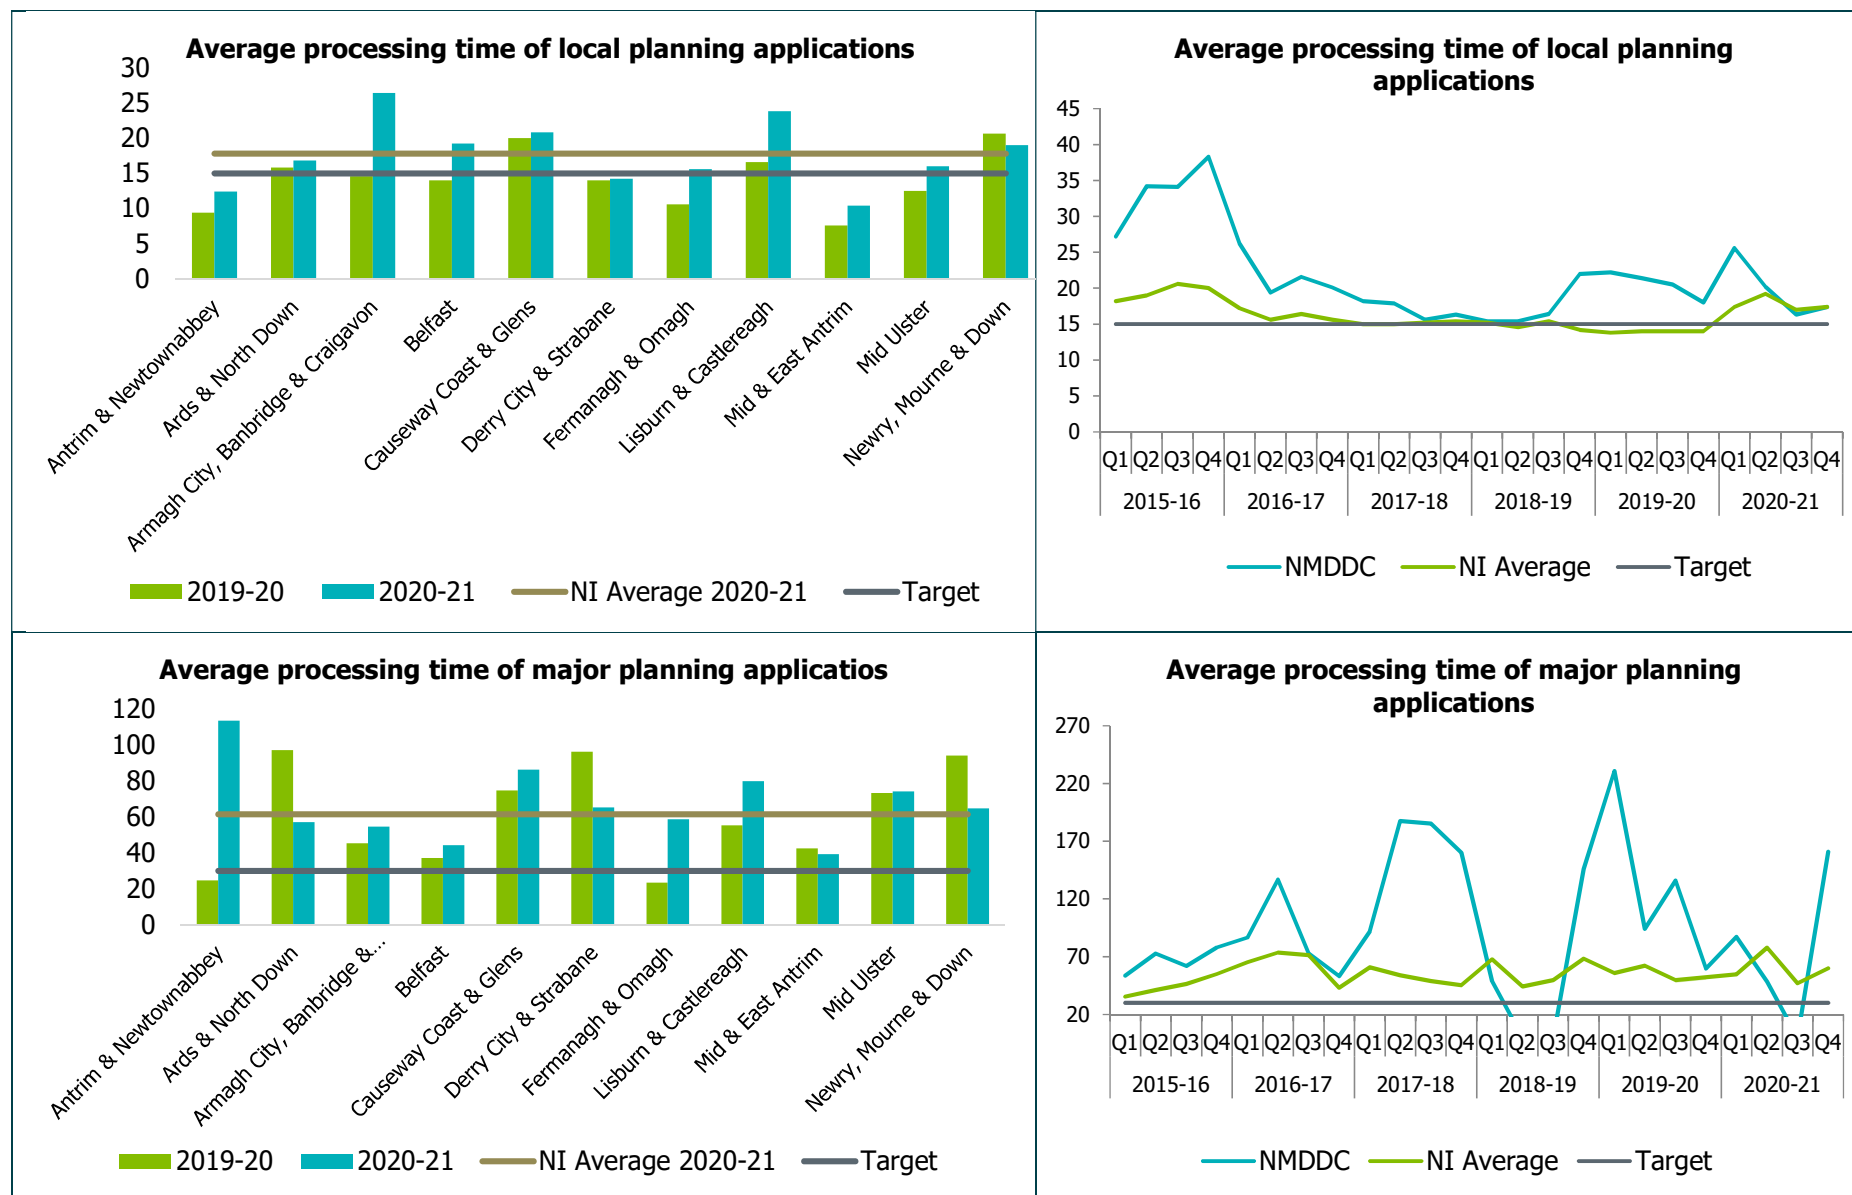 Average processing time of local planning applications
30
25
20
15
10
5
0
Antrim & Newtownabbey
Ards & North Down
Armagh City, Banbridge & Craigavon
Belfast
Causeway Coast & Glens
Derry City & Strabane
Fermanagh & Omagh
Lisburn & Castlereagh
Mid & East Antrim
Mid Ulster
Newry, Mourne & Down
2019-20 2020-21 NI Average 2020-21 Target
Average processing time of local planning
applications
45
40
35
30
25
20
15
10
5
0
Q1 Q2 Q3 Q4 Q1 Q2 Q3 Q4 Q1 Q2 Q3 Q4 Q1 Q2 Q3 Q4 Q1 Q2 Q3 Q4 Q1 Q2 Q3 Q4
2015-16 2016-17 2017-18 2018-19 2019-20 2020-21
NMDDC NI Average Target
Average processing time of major planning applicatios
120
100
80
60
40
20
0
Antrim & Newtownabbey
Ards & North Down
Armagh City, Banbridge &...
Belfast
Causeway Coast & Glens
Derry City & Strabane
Fermanagh & Omagh
Lisburn & Castlereagh
Mid & East Antrim
Mid Ulster
Newry, Mourne & Down
2019-20 2020-21 NI Average 2020-21 Target
Average processing time of major planning
applications
270
220
170
120
70
20
Q1 Q2 Q3 Q4 Q1 Q2 Q3 Q4 Q1 Q2 Q3 Q4 Q1 Q2 Q3 Q4 Q1 Q2 Q3 Q4 Q1 Q2 Q3 Q4
2015-16 2016-17 2017-18 2018-19 2019-20 2020-21
NMDDC NI Average Target